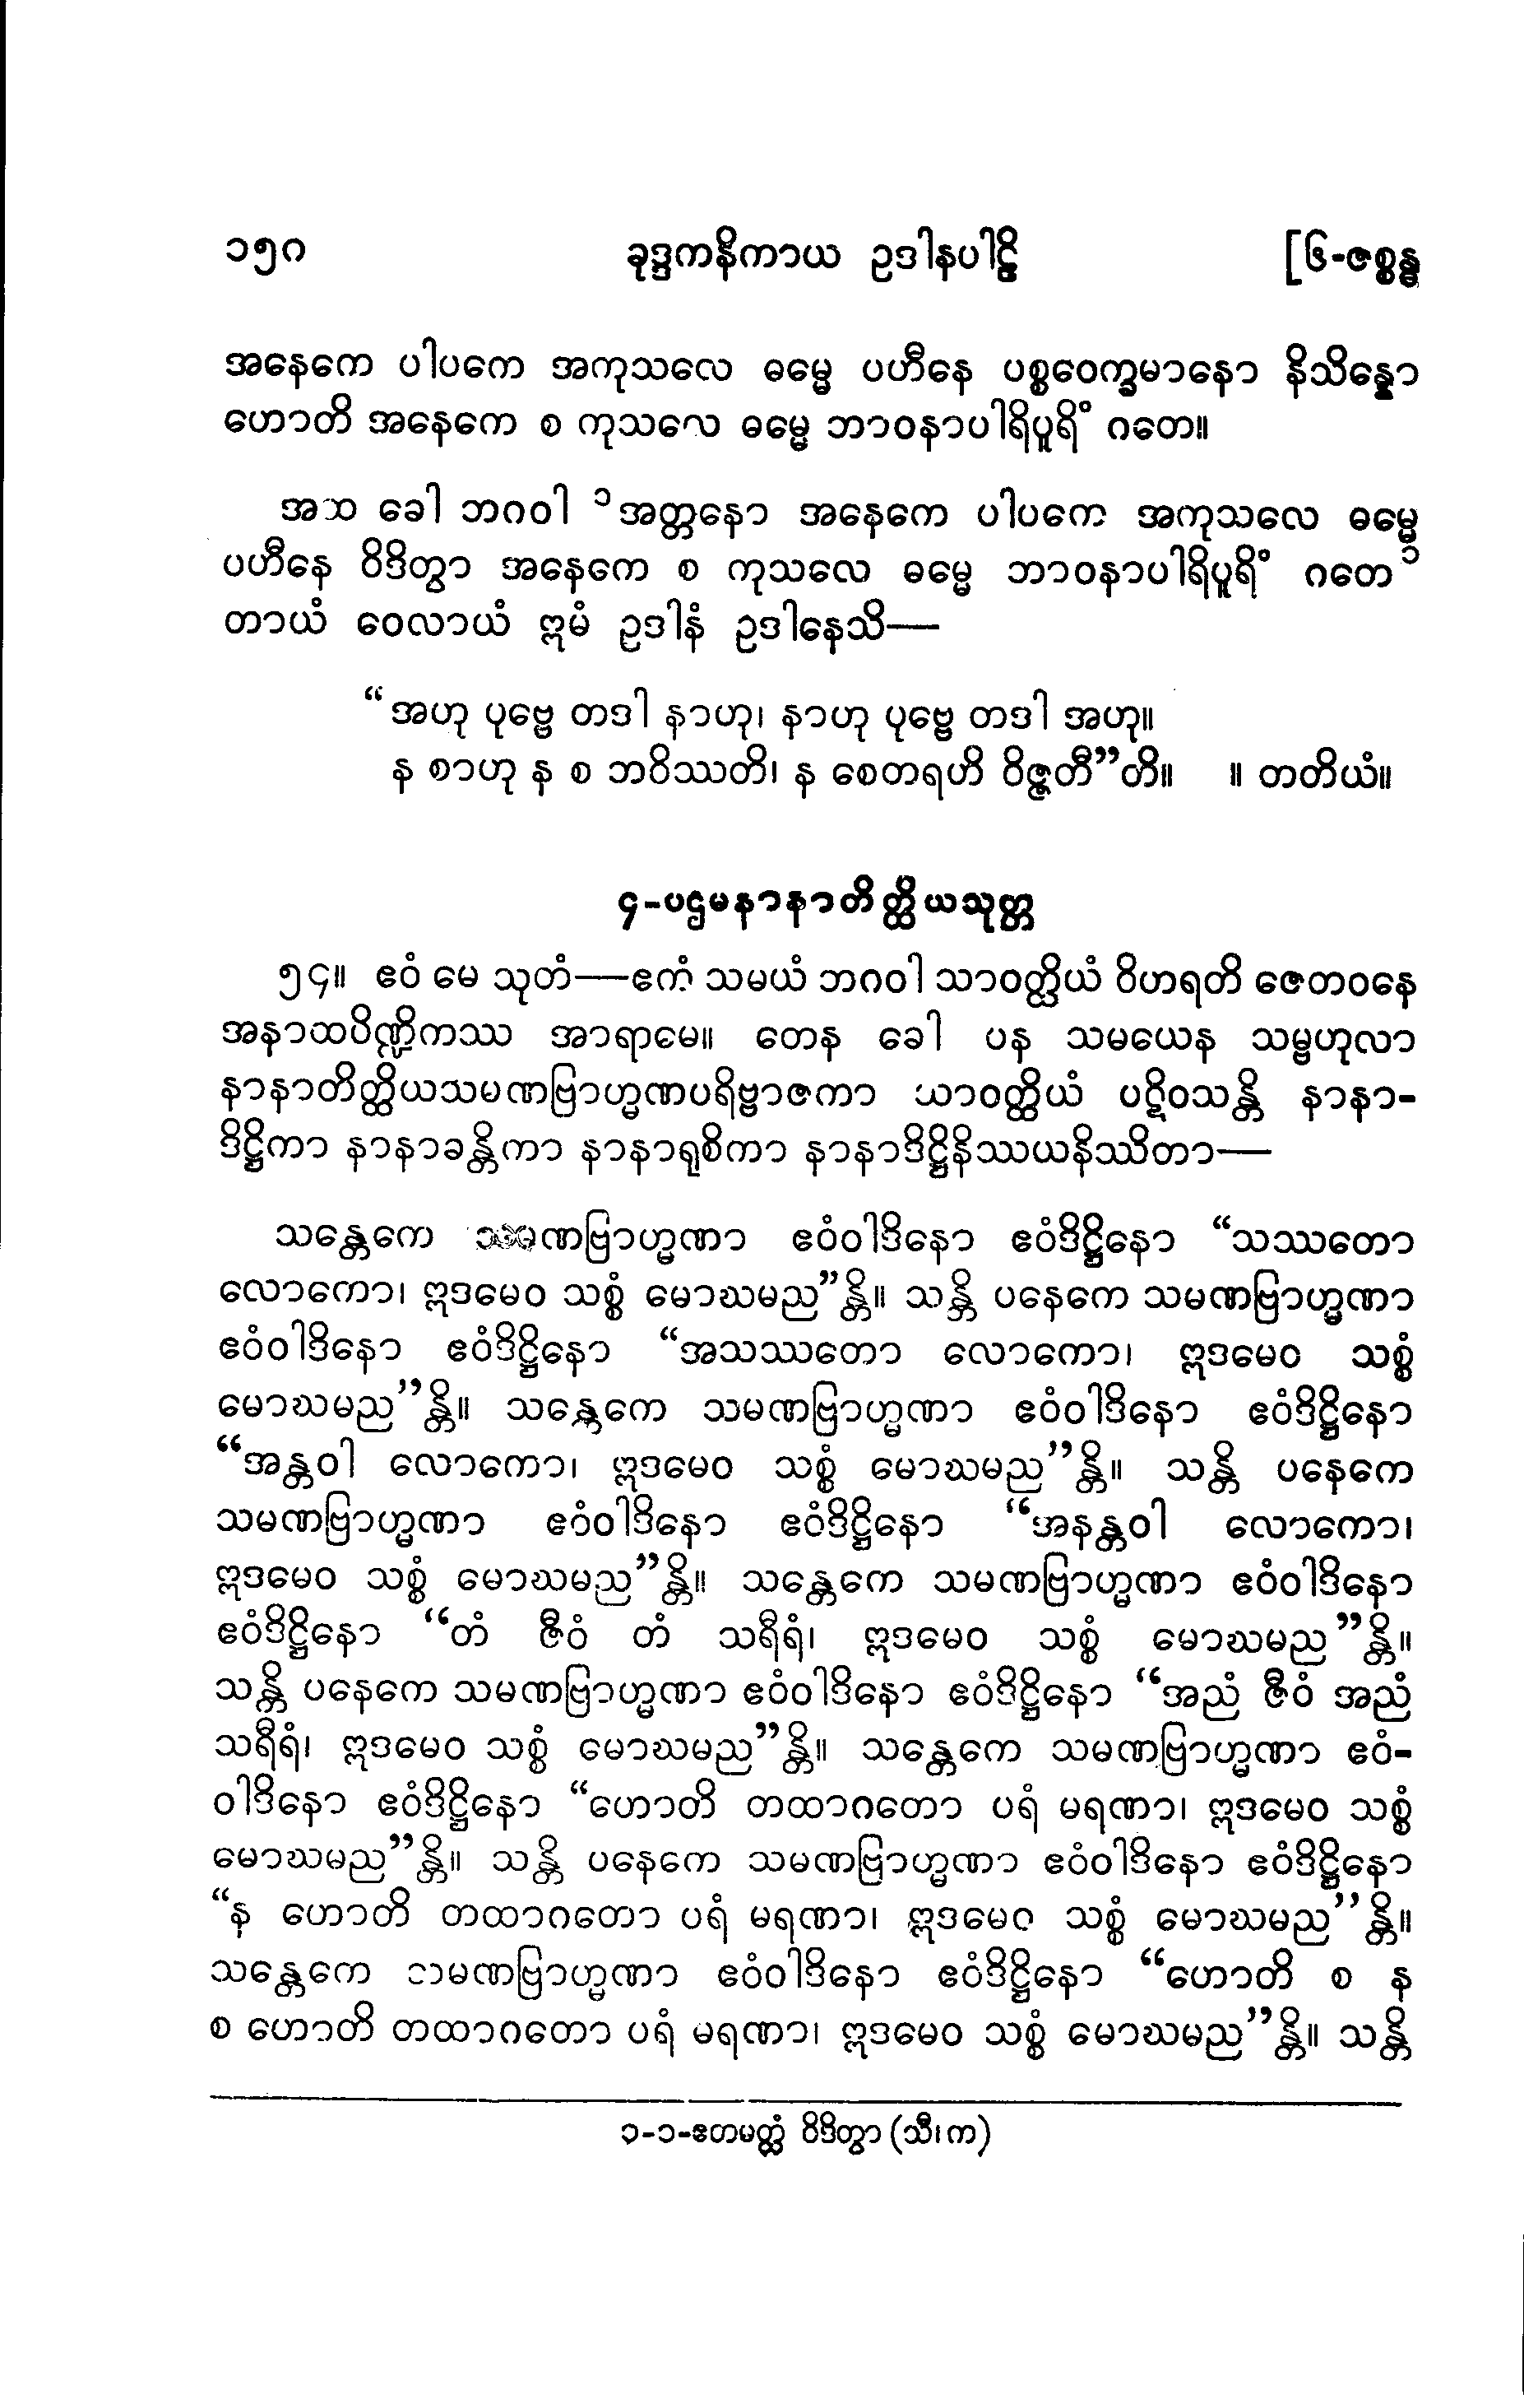 ၁၅၈ ခုဒ္ဒကနိကာယ ဥဒါနပါဠိ [၆-ဇစ္စန္ဓ
အနေကေ ပါပကေ အကုသလေ ဓမ္မေ ပဟီနေ ပစ္စဝေက္ခမာနော နိသိန္နော
ဟောတိ အနေကေ စ ကုသလေ ဓမ္မေ ဘာဝနာပါရိပူရိံ ဂတေ။
အထ ခေါ ဘဂဝါ ၁အတ္တနော အနေကေ ပါပကေ အကုသလေ ဓမ္မေ
ပဟီနေ ဝိဒိတွာ အနေကေ စ ကုသလေ ဓမ္မေ ဘာဝနာပါရိပူရိံ ဂတေ၁
တာယံ ဝေလာယံ ဣမံ ဥဒါနံ ဥဒါနေသိ—
“အဟု ပုဗ္ဗေ တဒါ နာဟု၊ နာဟု ပုဗ္ဗေ တဒါ အဟု။
န စာဟု န စ ဘဝိဿတိ၊ န စေတရဟိ ဝိဇ္ဇတီ”တိ။ ။ တတိယံ။
၄-ပဌမနာနာတိတ္ထိယသုတ္တ
၅၄။ ဧဝံ မေ သုတံ—ဧကံ သမယံ ဘဂဝါ သာဝတ္ထိယံ ဝိဟရတိ ဇေတဝနေ
အနာထပိဏ္ဍိကဿ အာရာမေ။ တေန ခေါ ပန သမယေန သမ္ဗဟုလာ
နာနာတိတ္ထိယသမဏဗြာဟ္မဏပရိဗ္ဗာဇကာ သာဝတ္ထိယံ ပဋိဝသန္တိ နာနာ-
ဒိဋ္ဌိကာ နာနာခန္တိကာ နာနာရုစိကာ နာနာဒိဋ္ဌိနိဿယနိဿိတာ—
သန္တေကေ သမဏဗြာဟ္မဏာ ဧဝံဝါဒိနော ဧဝံဒိဋ္ဌိနော “သဿတော
လောကော၊ ဣဒမေဝ သစ္စံ မောဃမည”န္တိ။ သန္တိ ပနေကေ သမဏဗြာဟ္မဏာ
ဧဝံဝါဒိနော ဧဝံဒိဋ္ဌိနော “အသဿတော လောကော၊ ဣဒမေဝ သစ္စံ
မောဃမည”န္တိ။ သန္တေကေ သမဏဗြာဟ္မဏာ ဧဝံဝါဒိနော ဧဝံဒိဋ္ဌိနော
“အန္တဝါ လောကော၊ ဣဒမေဝ သစ္စံ မောဃမည”န္တိ။ သန္တိ ပနေကေ
သမဏဗြာဟ္မဏာ ဧဝံဝါဒိနော ဧဝံဒိဋ္ဌိနော “အနန္တဝါ လောကော၊
ဣဒမေဝ သစ္စံ မောဃမည”န္တိ။ သန္တေကေ သမဏဗြာဟ္မဏာ ဧဝံဝါဒိနော
ဧဝံဒိဋ္ဌိနော “တံ ဇီဝံ တံ သရီရံ၊ ဣဒမေဝ သစ္စံ မောဃမည”န္တိ။
သန္တိ ပနေကေ သမဏဗြာဟ္မဏာ ဧဝံဝါဒိနော ဧဝံဒိဋ္ဌိနော “အညံ ဇီဝံ အညံ
သရီရံ၊ ဣဒမေဝ သစ္စံ မောဃမည”န္တိ။ သန္တေကေ သမဏဗြာဟ္မဏာ ဧဝံ-
ဝါဒိနော ဧဝံဒိဋ္ဌိနော “ဟောတိ တထာဂတော ပရံ မရဏာ၊ ဣဒမေဝ သစ္စံ
မောဃမည”န္တိ။ သန္တိ ပနေကေ သမဏဗြာဟ္မဏာ ဧဝံဝါဒိနော ဧဝံဒိဋ္ဌိနော
“န ဟောတိ တထာဂတော ပရံ မရဏာ၊ ဣဒမေဝ သစ္စံ မောဃမည”န္တိ။
သန္တေကေ သမဏဗြာဟ္မဏာ ဧဝံဝါဒိနော ဧဝံဒိဋ္ဌိနော “ဟောတိ စ န
စ ဟောတိ တထာဂတော ပရံ မရဏာ၊ ဣဒမေဝ သစ္စံ မောဃမည”န္တိ။ သန္တိ
၁-၁-ဧတမတ္ထံ ဝိဒိတွာ (သီ၊က)